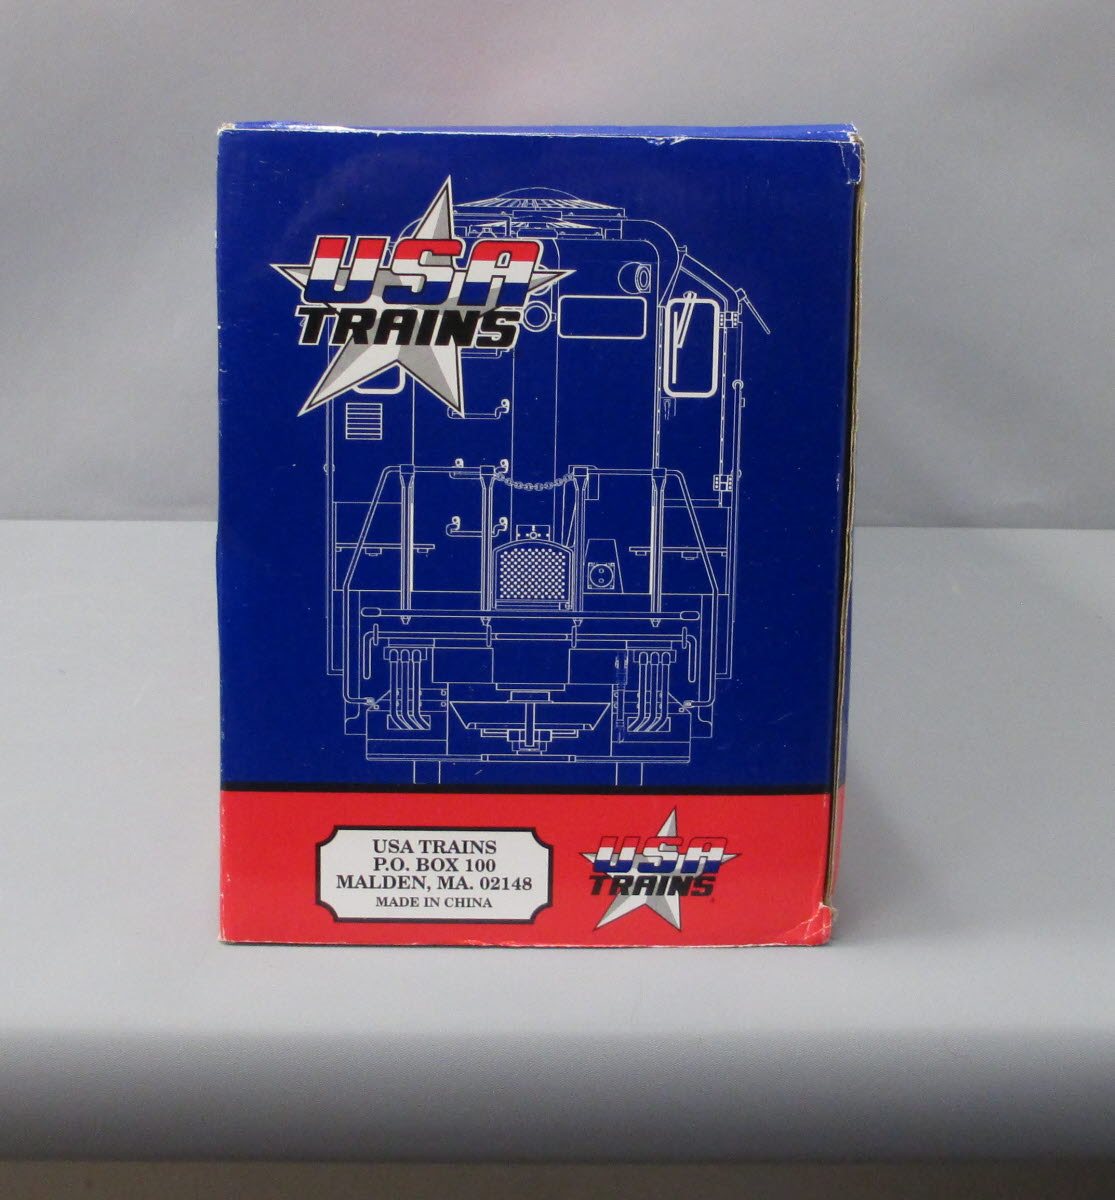 USA
TRAINS
USA TRAINS
P.O. BOX 100
MALDEN, MA. 02148
MADE IN CHINA
USA
TRAINS